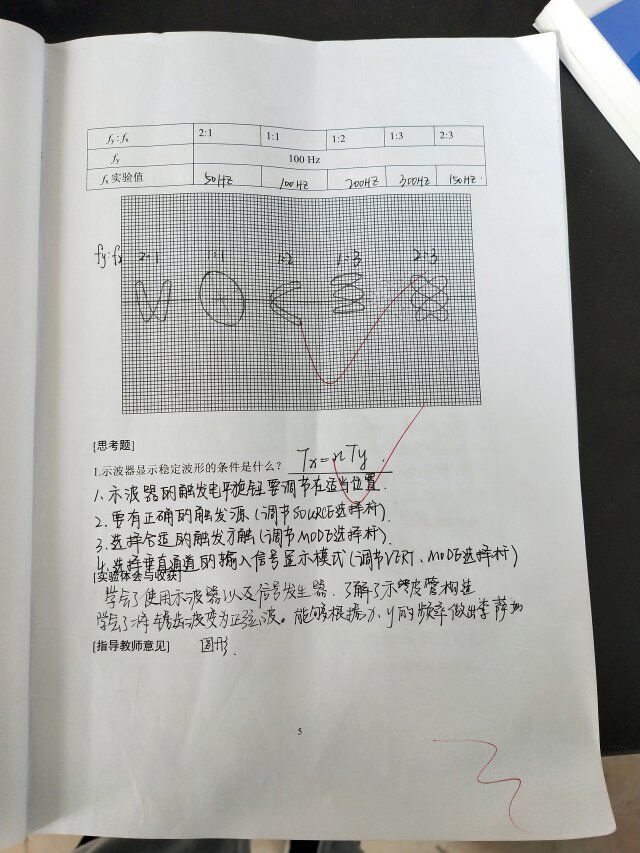 fy:fx 2:1 1:1 1:2 1:3 2:3
fy 100 Hz
fx实验值 50HZ 100HZ 200HZ 300HZ 150HZ.
fy:fx 2:1 1:1 1:2 1:3 2:3
[思考题]
1.示波器显示稳定波形的条件是什么? Tx=nTy.
1、示波器的触发电平旋钮要调节在适当位置.
2.要有正确的触发源(调节SOURCE选择杆).
3.选择合适的触发方触(调节MODE选择杆).
4.选择垂直通道的输入信号显示模式(调节VERT、MODE选择杆)
[实验体会与收获]
学会了使用示波器以及信号发生器.了解了示波管构造
学会了将锯齿波变为正弦波。能够根据x、y的频率做出李萨如
[指导教师意见] 图形.
5